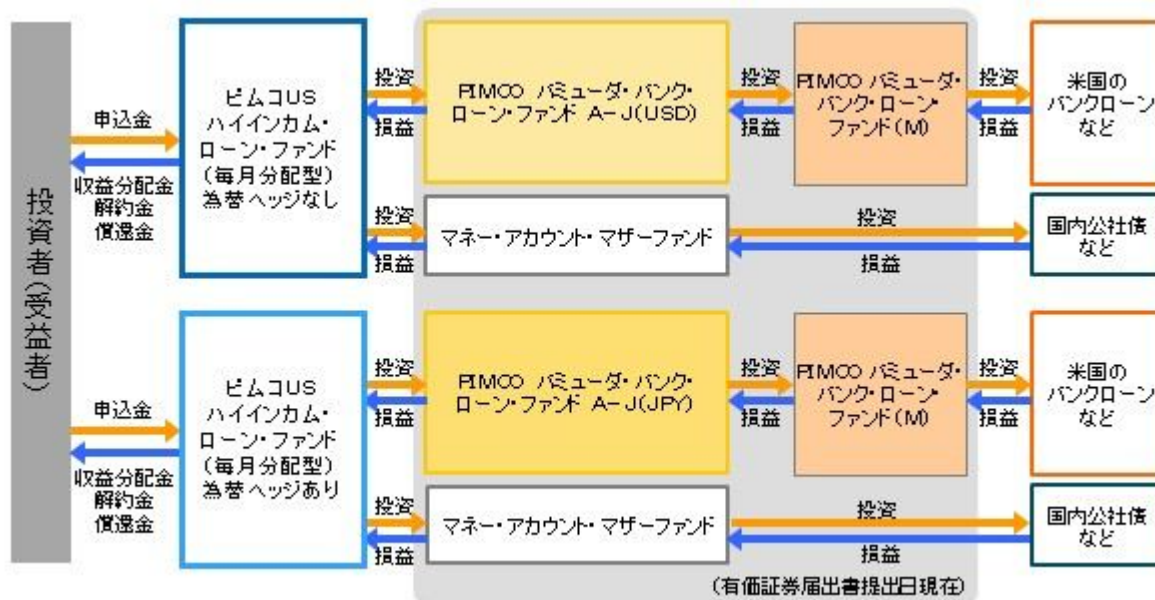 投資者(受益者)
申込金
収益分配金
解約金
償還金
ピムコUS
ハイインカム・
ローン・ファンド
(毎月分配型)
為替ヘッジなし
投資
損益
PIMCO バミューダ・バンク・
ローン・ファンド A-J(USD)
投資
損益
PIMCO バミューダ・
バンク・ローン・
ファンド(M)
投資
損益
米国の
バンクローン
など
投資
損益
マネー・アカウント・マザーファンド
投資
損益
国内公社債
など
申込金
収益分配金
解約金
償還金
ピムコUS
ハイインカム・
ローン・ファンド
(毎月分配型)
為替ヘッジあり
投資
損益
PIMCO バミューダ・バンク・
ローン・ファンド A-J(JPY)
投資
損益
PIMCO バミューダ・
バンク・ローン・
ファンド(M)
投資
損益
米国の
バンクローン
など
投資
損益
マネー・アカウント・マザーファンド
投資
損益
国内公社債
など
(有価証券届出書提出日現在)